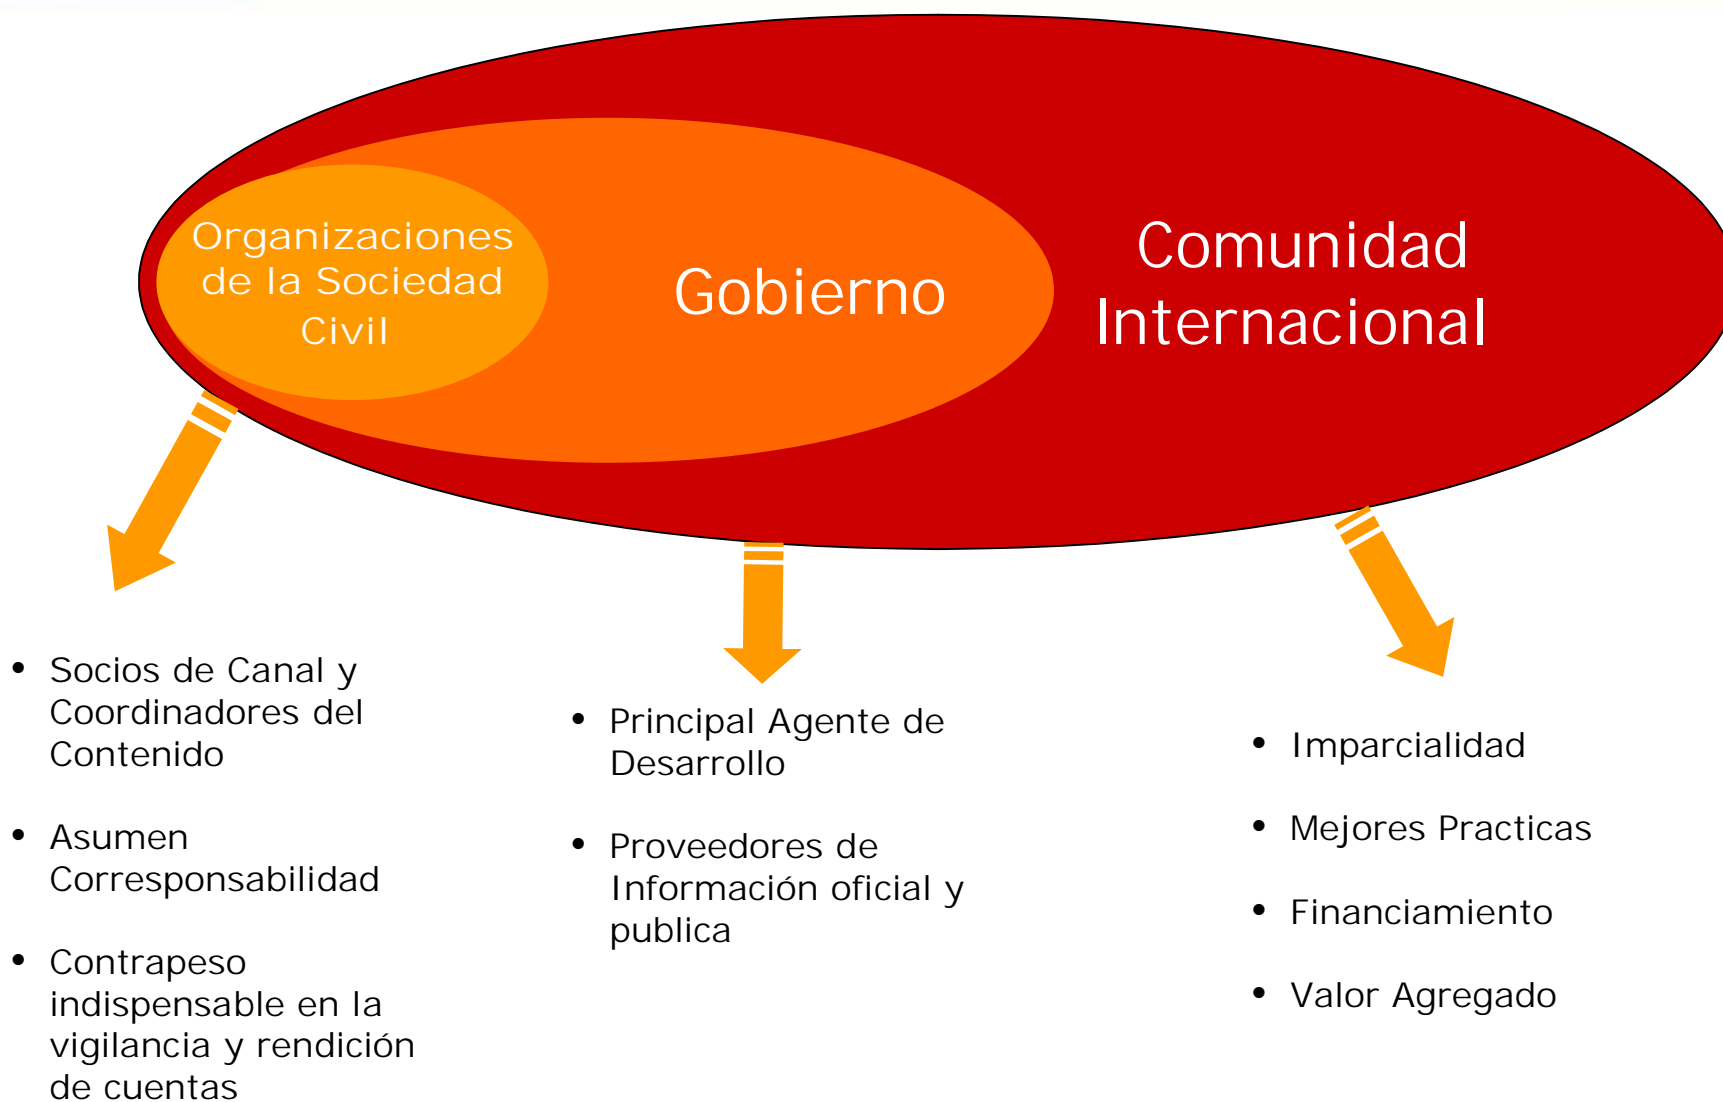 Organizaciones
de la Sociedad
Civil
Gobierno
Comunidad
Internacional
• Socios de Canal y
Coordinadores del
Contenido
• Asumen
Corresponsabilidad
• Contrapeso
indispensable en la
vigilancia y rendición
de cuentas
• Principal Agente de
Desarrollo
• Proveedores de
Información oficial y
publica
• Imparcialidad
• Mejores Practicas
• Financiamiento
• Valor Agregado